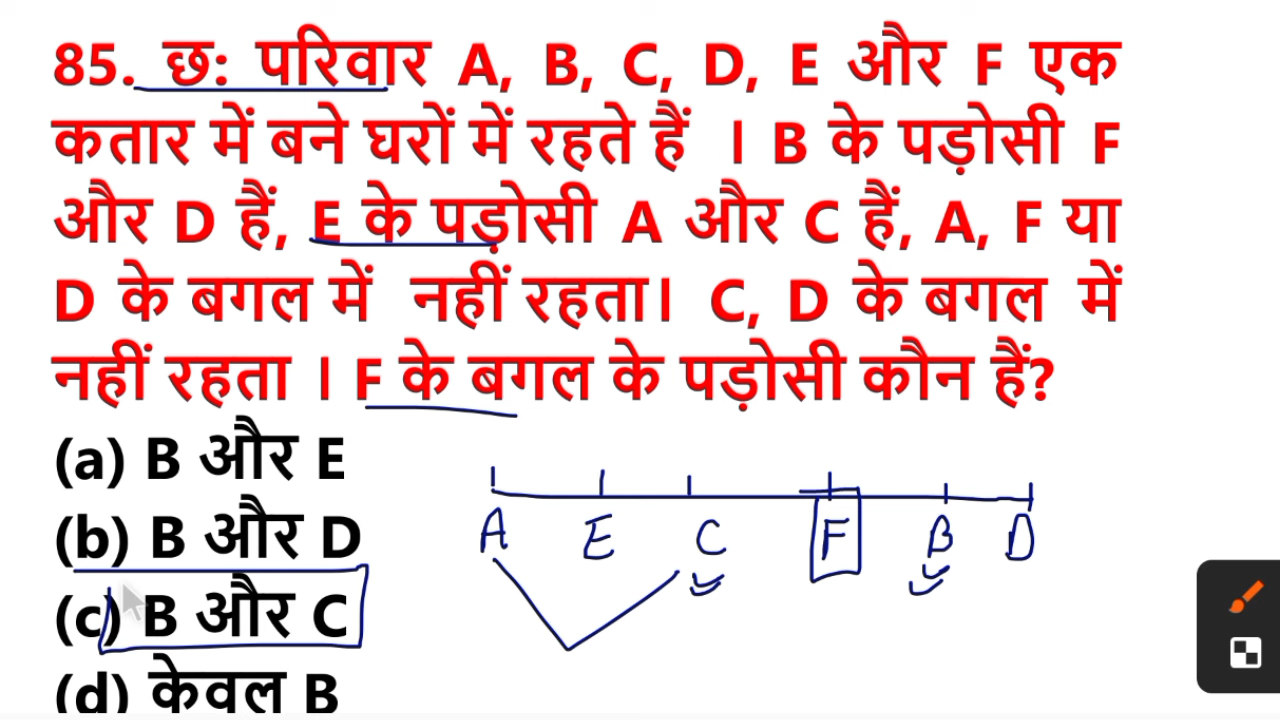 85. छः परिवार A, B, C, D, E और F एक
कतार में बने घरों में रहते हैं । B के पड़ोसी F
और D हैं, E के पड़ोसी A और C हैं, A, F या
D के बगल में नहीं रहता। C, D के बगल में
नहीं रहता । F के बगल के पड़ोसी कौन हैं?
(a) B और E
(b) B और D
(c) B और C
(d) केवल B
A E C F B D